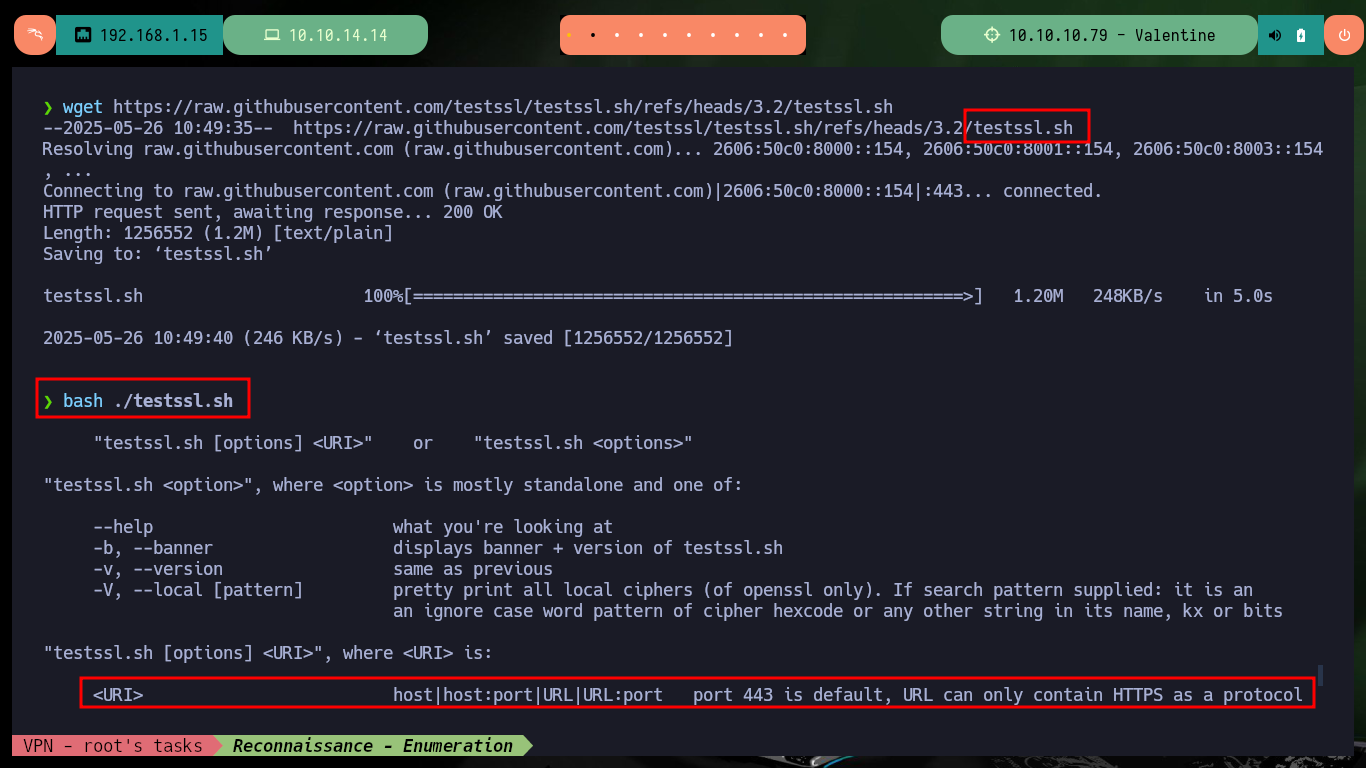 192.168.1.15 10.10.14.14 10.10.10.79 - Valentine
❯ wget https://raw.githubusercontent.com/testssl/testssl.sh/refs/heads/3.2/testssl.sh
--2025-05-26 10:49:35--  https://raw.githubusercontent.com/testssl/testssl.sh/refs/heads/3.2/testssl.sh
Resolving raw.githubusercontent.com (raw.githubusercontent.com)... 2606:50c0:8000::154, 2606:50c0:8001::154, 2606:50c0:8003::154
, ...
Connecting to raw.githubusercontent.com (raw.githubusercontent.com)|2606:50c0:8000::154|:443... connected.
HTTP request sent, awaiting response... 200 OK
Length: 1256552 (1.2M) [text/plain]
Saving to: ‘testssl.sh’
testssl.sh 100%[=======================================================>] 1.20M 248KB/s in 5.0s
2025-05-26 10:49:40 (246 KB/s) - ‘testssl.sh’ saved [1256552/1256552]
❯ bash ./testssl.sh
"testssl.sh [options] <URI>" or "testssl.sh <options>"
"testssl.sh <option>", where <option> is mostly standalone and one of:
--help what you're looking at
-b, --banner displays banner + version of testssl.sh
-v, --version same as previous
-V, --local [pattern] pretty print all local ciphers (of openssl only). If search pattern supplied: it is an
an ignore case word pattern of cipher hexcode or any other string in its name, kx or bits
"testssl.sh [options] <URI>", where <URI> is:
<URI> host|host:port|URL|URL:port port 443 is default, URL can only contain HTTPS as a protocol
VPN - root's tasks Reconnaissance - Enumeration